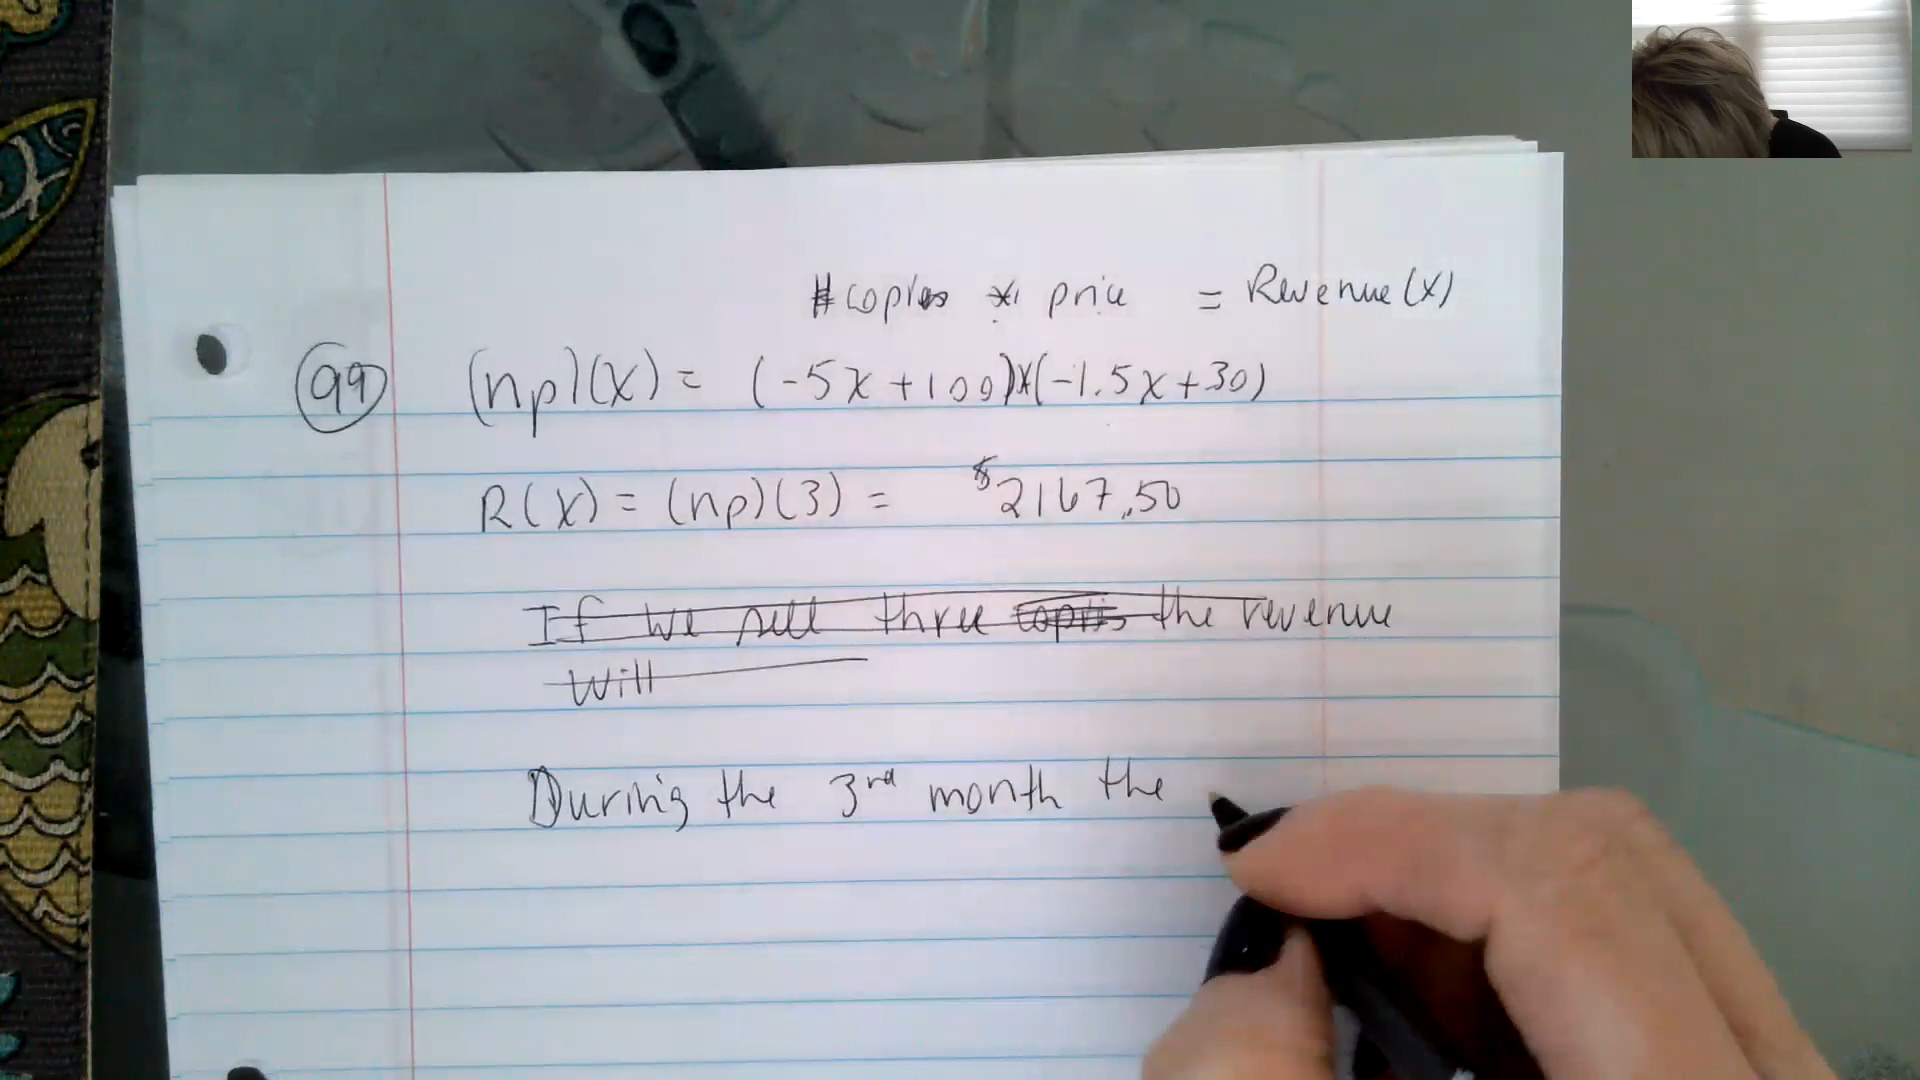 # copies * price = Revenue (x)
99 (np)(x) = (-5x+100)*(-1.5x+30)
R(x) = (np)(3) = $2167.50
If we sell three copies the revenue
will
During the 3rd month the